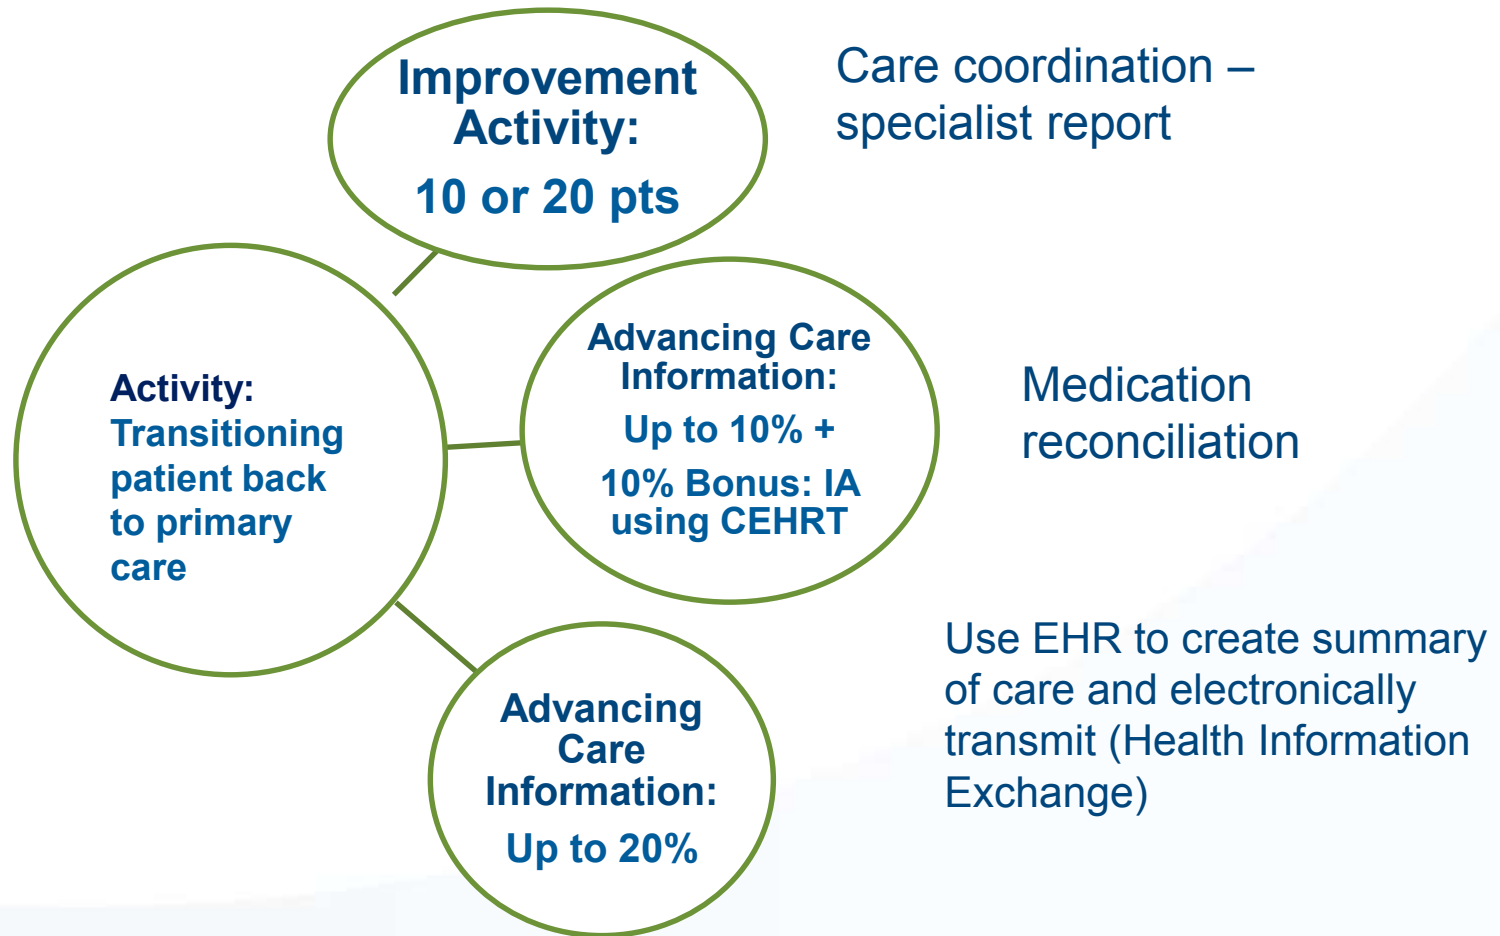 Improvement
Activity:
10 or 20 pts
Care coordination –
specialist report
Activity:
Transitioning
patient back
to primary
care
Advancing Care
Information:
Up to 10% +
10% Bonus: IA
using CEHRT
Medication
reconciliation
Advancing
Care
Information:
Up to 20%
Use EHR to create summary
of care and electronically
transmit (Health Information
Exchange)